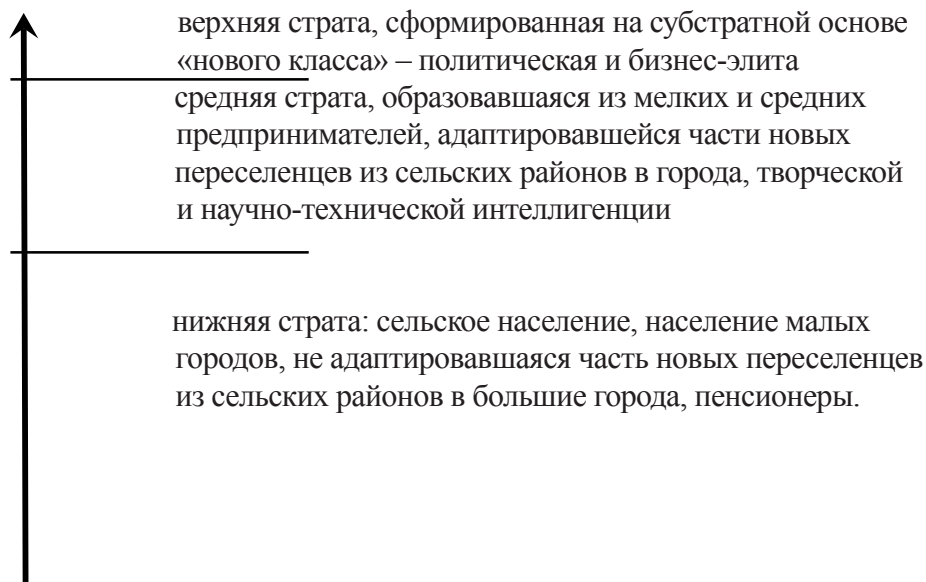 верхняя страта, сформированная на субстратной основе
«нового класса» – политическая и бизнес-элита
средняя страта, образовавшаяся из мелких и средних
предпринимателей, адаптировавшейся части новых
переселенцев из сельских районов в города, творческой
и научно-технической интеллигенции
нижняя страта: сельское население, население малых
городов, не адаптировавшаяся часть новых переселенцев
из сельских районов в большие города, пенсионеры.